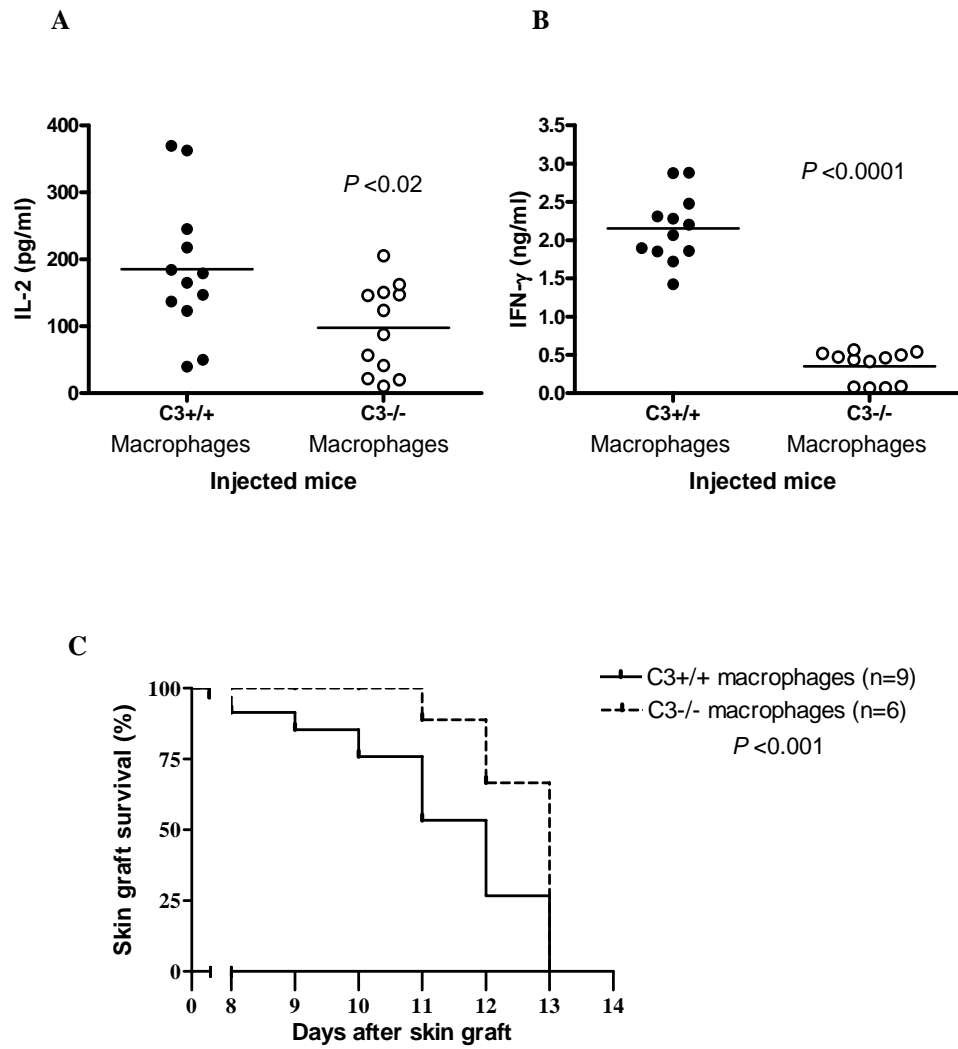 A
B
400
300
200
100
0
IL-2 (pg/ml)
P <0.02
C3+/+
Macrophages
C3-/-
Macrophages
Injected mice
3.5
3.0
2.5
2.0
1.5
1.0
0.5
0.0
IFN-γ (ng/ml)
P <0.0001
C3+/+
Macrophages
C3-/-
Macrophages
Injected mice
C
100
75
50
25
0
Skin graft survival (%)
0 8 9 10 11 12 13 14
Days after skin graft
C3+/+ macrophages (n=9)
C3-/- macrophages (n=6)
P <0.001